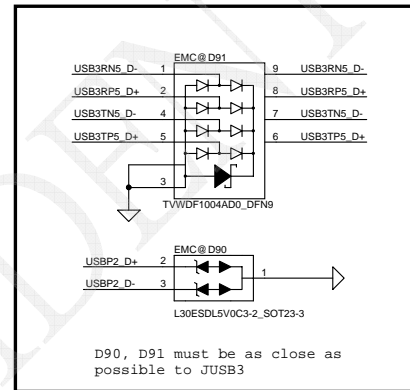 EMC@D91
USB3RN5_D- 1 9 USB3RN5_D-
USB3RP5_D+ 2 8 USB3RP5_D+
USB3TN5_D- 4 7 USB3TN5_D-
USB3TP5_D+ 5 6 USB3TP5_D+
3
TVWDF1004AD0_DFN9
EMC@D90
USBP2_D+ 2
1
USBP2_D- 3
L30ESDL5V0C3-2_SOT23-3
D90, D91 must be as close as
possible to JUSB3